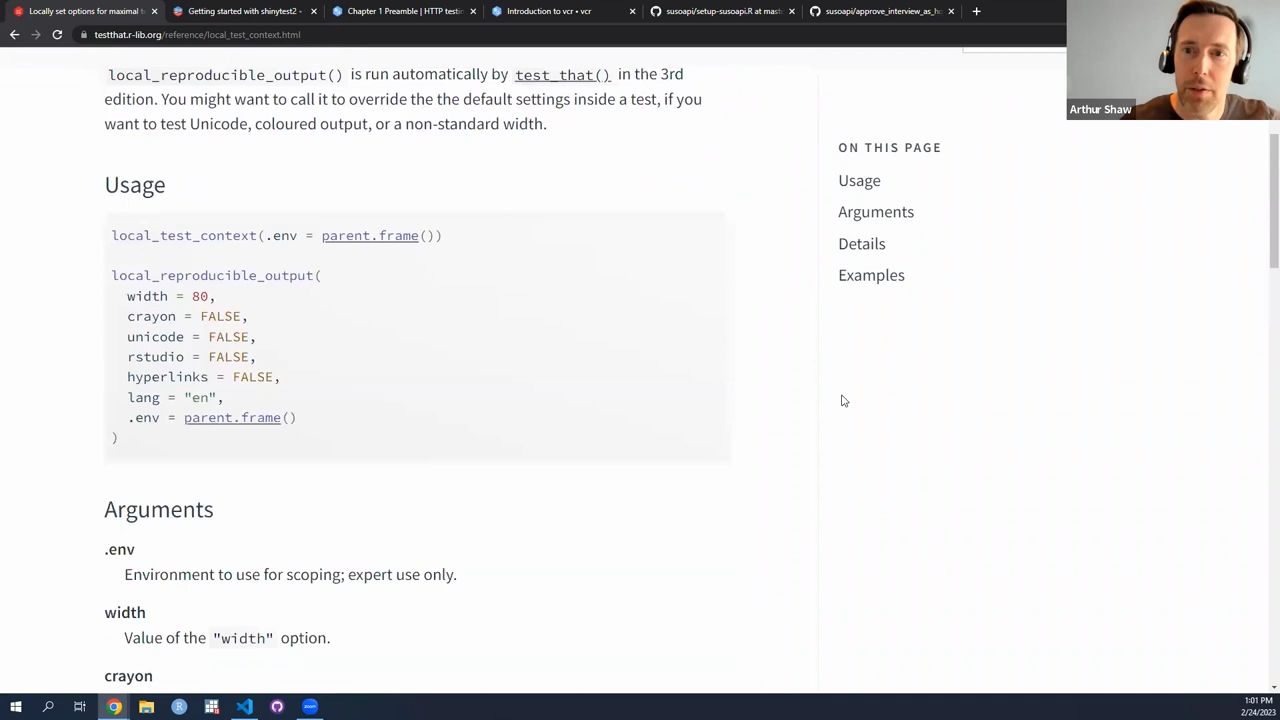 Locally set options for maximal t
Getting started with shinytest2 •
Chapter 1 Preamble | HTTP testin
Introduction to vcr • vcr
susoapi/setup-susoapi.R at mast
susoapi/approve_interview_as_h
testthat.r-lib.org/reference/local_test_context.html
Arthur Shaw
local_reproducible_output() is run automatically by test_that() in the 3rd
edition. You might want to call it to override the the default settings inside a test, if you
want to test Unicode, coloured output, or a non-standard width.
Usage
local_test_context(.env = parent.frame())
local_reproducible_output(
width = 80,
crayon = FALSE,
unicode = FALSE,
rstudio = FALSE,
hyperlinks = FALSE,
lang = "en",
.env = parent.frame()
)
Arguments
.env
Environment to use for scoping; expert use only.
width
Value of the "width" option.
crayon
ON THIS PAGE
Usage
Arguments
Details
Examples
1:01 PM
2/24/2023